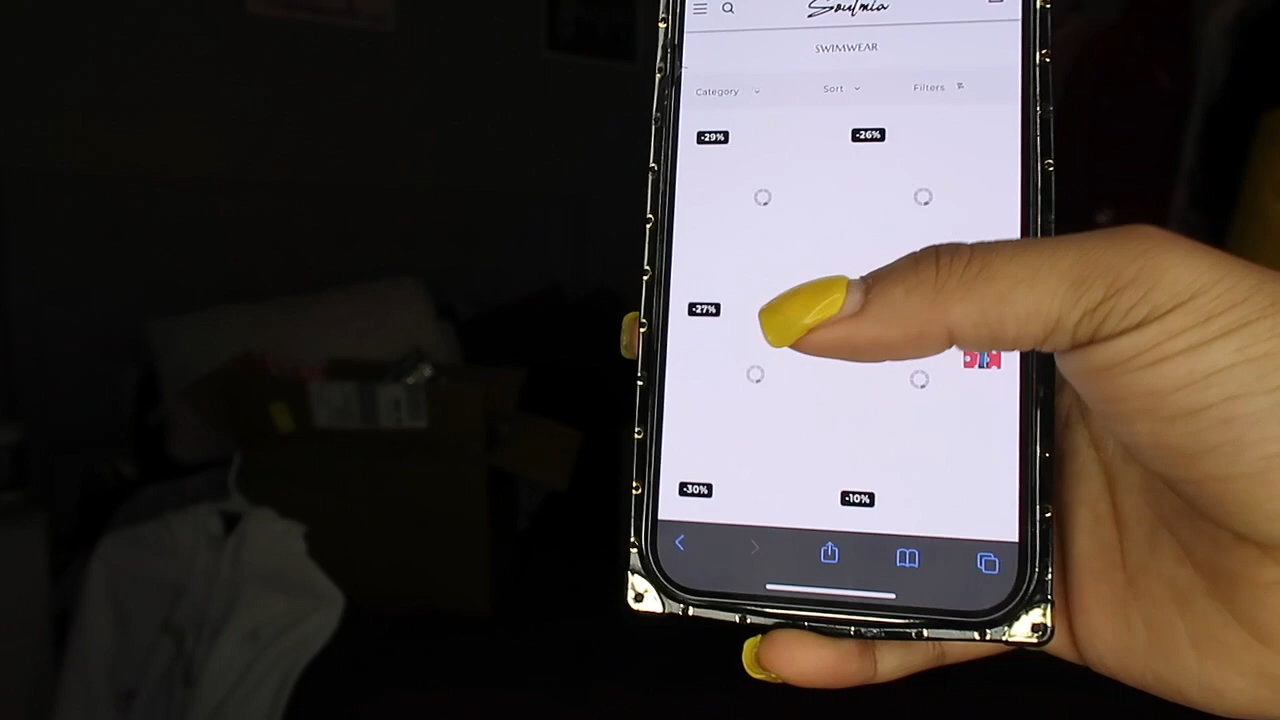 Soulmia
SWIMWEAR
Category Sort Filters
-29% -26%
-27%
-30% -10%